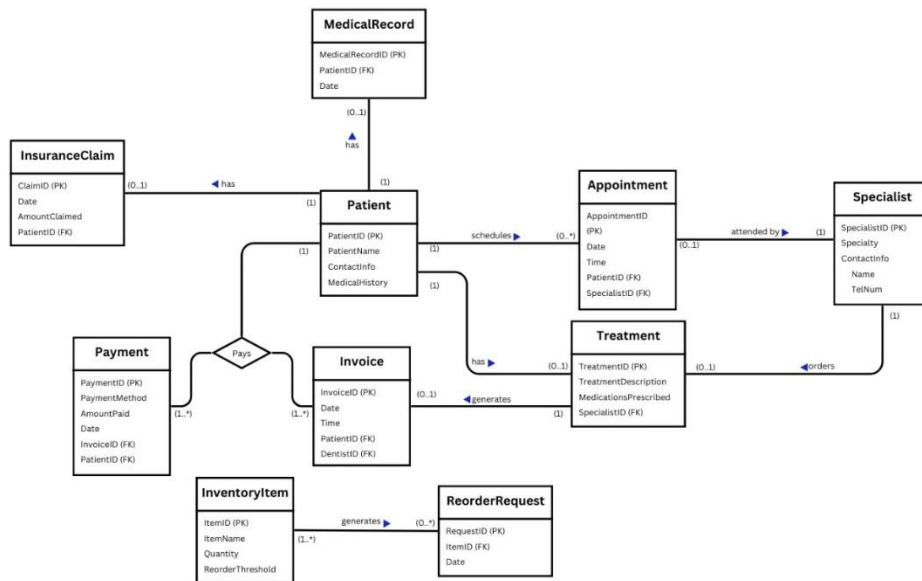 MedicalRecord
MedicalRecordID (PK)
PatientID (FK)
Date
(0..1)
has
(1)
InsuranceClaim
ClaimID (PK)
Date
AmountClaimed
PatientID (FK)
(0..1)
has
(1)
Patient
PatientID (PK)
PatientName
ContactInfo
MedicalHistory
(1)
(1)
(1)
schedules
(0..*)
Appointment
AppointmentID
(PK)
Date
Time
PatientID (FK)
SpecialistID (FK)
(0..1)
attended by
(1)
Specialist
SpecialistID (PK)
Specialty
ContactInfo
Name
TelNum
(1)
orders
(0..1)
Treatment
TreatmentID (PK)
TreatmentDescription
MedicationsPrescribed
SpecialistID (FK)
has
(0..1)
(0..1)
generates
(1)
Pays
Payment
PaymentID (PK)
PaymentMethod
AmountPaid
Date
InvoiceID (FK)
PatientID (FK)
(1..*)
(1..*)
Invoice
InvoiceID (PK)
Date
Time
PatientID (FK)
DentistID (FK)
InventoryItem
ItemID (PK)
ItemName
Quantity
ReorderThreshold
generates
(1..*)
(0..*)
ReorderRequest
RequestID (PK)
ItemID (FK)
Date